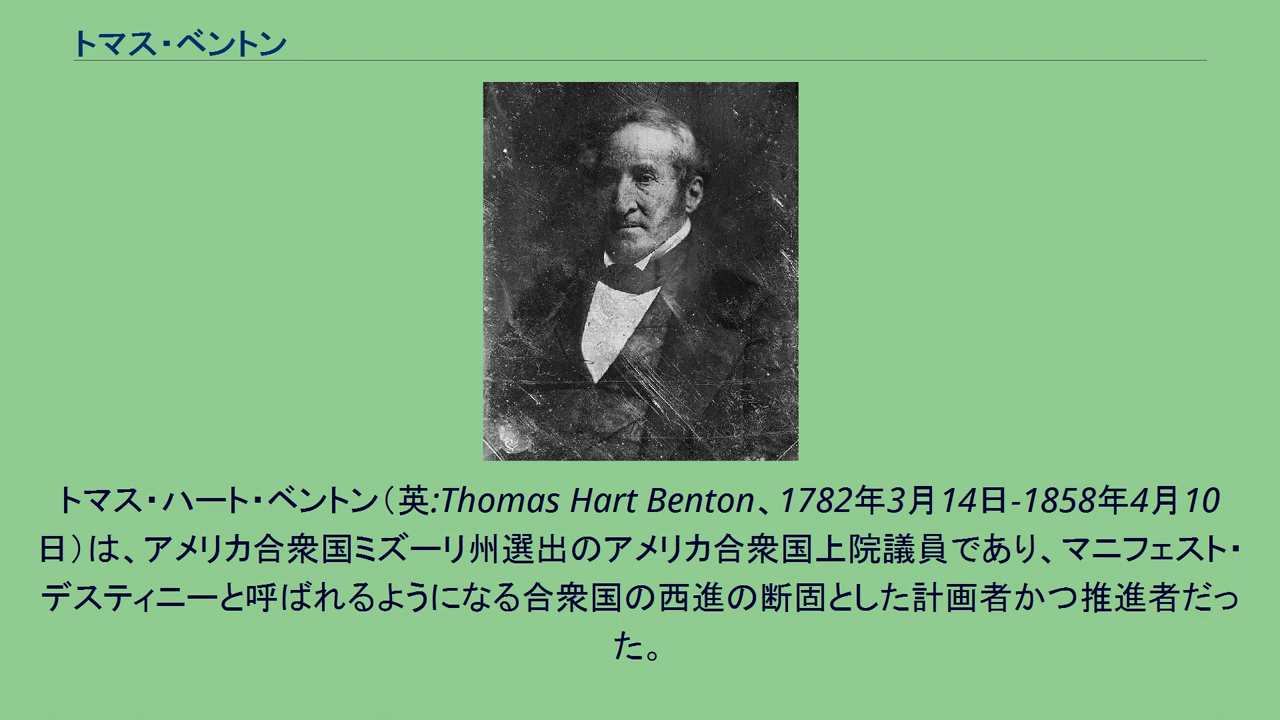 トマス・ベントン
トマス・ハート・ベントン（英:Thomas Hart Benton、1782年3月14日-1858年4月10
日）は、アメリカ合衆国ミズーリ州選出のアメリカ合衆国上院議員であり、マニフェスト・
デスティニーと呼ばれるようになる合衆国の西進の断固とした計画者かつ推進者だっ
た。